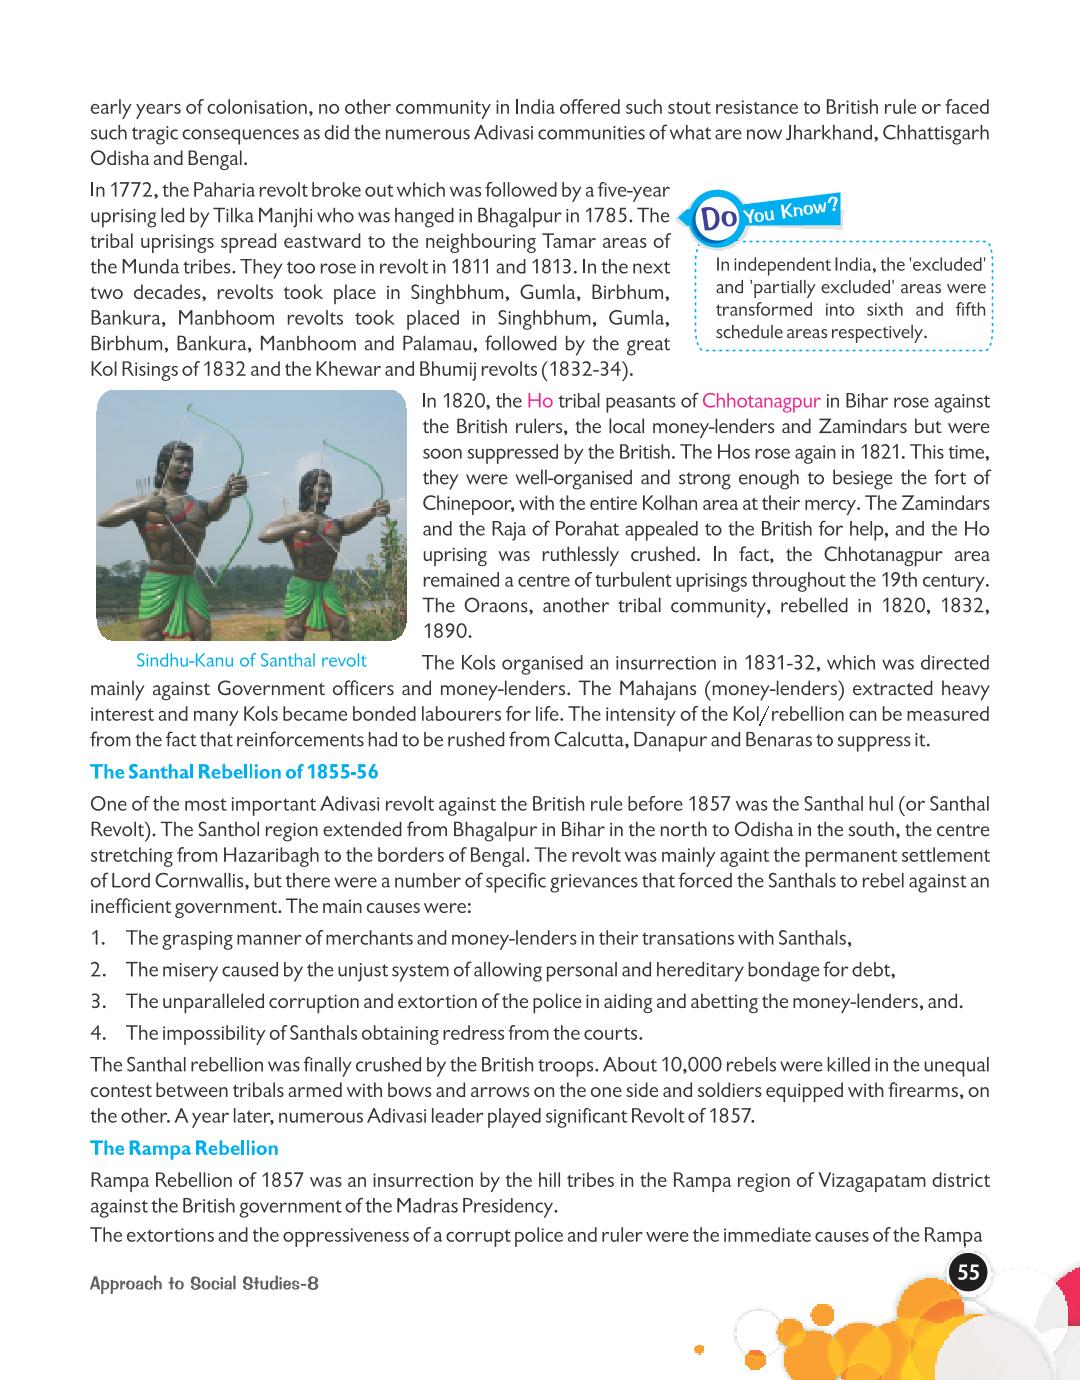 early years of colonisation, no other community in India offered such stout resistance to British rule or faced
such tragic consequences as did the numerous Adivasi communities of what are now Jharkhand, Chhattisgarh
Odisha and Bengal.
In 1772, the Paharia revolt broke out which was followed by a five-year
uprising led by Tilka Manjhi who was hanged in Bhagalpur in 1785. The
tribal uprisings spread eastward to the neighbouring Tamar areas of
the Munda tribes. They too rose in revolt in 1811 and 1813. In the next
two decades, revolts took place in Singhbhum, Gumla, Birbhum,
Bankura, Manbhoom revolts took placed in Singhbhum, Gumla,
Birbhum, Bankura, Manbhoom and Palamau, followed by the great
Kol Risings of 1832 and the Khewar and Bhumij revolts (1832-34).
Do You Know?
In independent India, the 'excluded'
and 'partially excluded' areas were
transformed into sixth and fifth
schedule areas respectively.
In 1820, the Ho tribal peasants of Chhotanagpur in Bihar rose against
the British rulers, the local money-lenders and Zamindars but were
soon suppressed by the British. The Hos rose again in 1821. This time,
they were well-organised and strong enough to besiege the fort of
Chinepoor, with the entire Kolhan area at their mercy. The Zamindars
and the Raja of Porahat appealed to the British for help, and the Ho
uprising was ruthlessly crushed. In fact, the Chhotanagpur area
remained a centre of turbulent uprisings throughout the 19th century.
The Oraons, another tribal community, rebelled in 1820, 1832,
1890.
Sindhu-Kanu of Santhal revolt
The Kols organised an insurrection in 1831-32, which was directed
mainly against Government officers and money-lenders. The Mahajans (money-lenders) extracted heavy
interest and many Kols became bonded labourers for life. The intensity of the Kol/rebellion can be measured
from the fact that reinforcements had to be rushed from Calcutta, Danapur and Benaras to suppress it.
The Santhal Rebellion of 1855-56
One of the most important Adivasi revolt against the British rule before 1857 was the Santhal hul (or Santhal
Revolt). The Santhol region extended from Bhagalpur in Bihar in the north to Odisha in the south, the centre
stretching from Hazaribagh to the borders of Bengal. The revolt was mainly againt the permanent settlement
of Lord Cornwallis, but there were a number of specific grievances that forced the Santhals to rebel against an
inefficient government. The main causes were:
1. The grasping manner of merchants and money-lenders in their transations with Santhals,
2. The misery caused by the unjust system of allowing personal and hereditary bondage for debt,
3. The unparalleled corruption and extortion of the police in aiding and abetting the money-lenders, and.
4. The impossibility of Santhals obtaining redress from the courts.
The Santhal rebellion was finally crushed by the British troops. About 10,000 rebels were killed in the unequal
contest between tribals armed with bows and arrows on the one side and soldiers equipped with firearms, on
the other. A year later, numerous Adivasi leader played significant Revolt of 1857.
The Rampa Rebellion
Rampa Rebellion of 1857 was an insurrection by the hill tribes in the Rampa region of Vizagapatam district
against the British government of the Madras Presidency.
The extortions and the oppressiveness of a corrupt police and ruler were the immediate causes of the Rampa
Approach to Social Studies-8
55